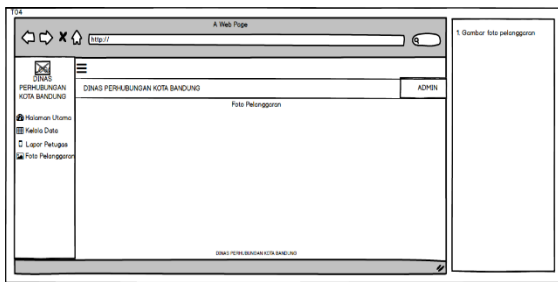 T04
A Web Page
http://
1. Gambar foto pelanggaran
DINAS
PERHUBUNGAN
KOTA BANDUNG
DINAS PERHUBUNGAN KOTA BANDUNG
ADMIN
Foto Pelanggaran
Halaman Utama
Kelola Data
Lapor Petugas
Foto Pelanggaran
DINAS PERHUBUNGAN KOTA BANDUNG